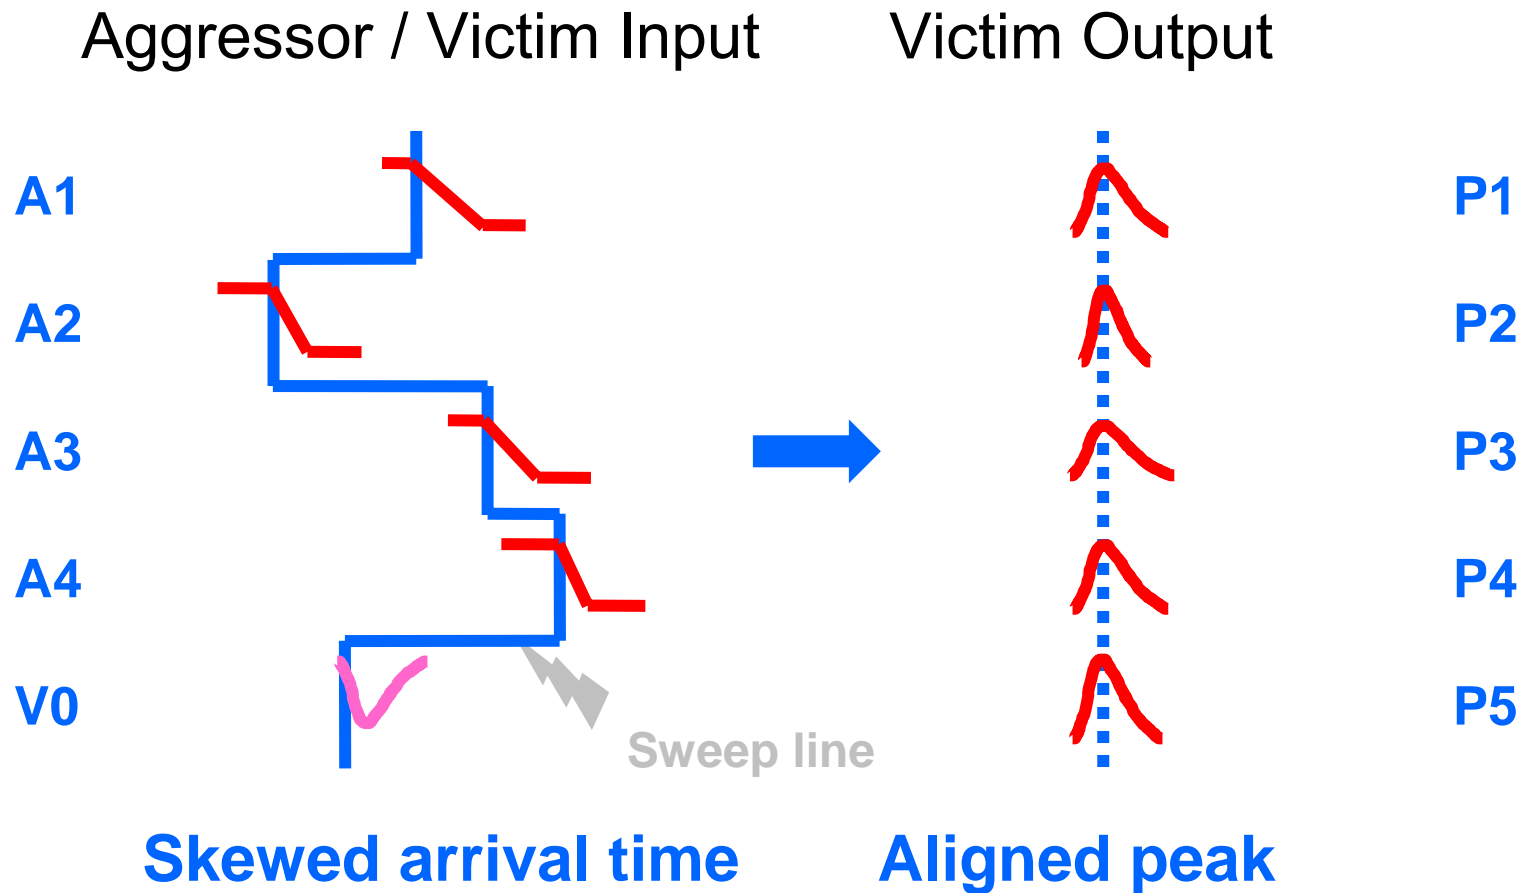 Aggressor / Victim Input
Victim Output
A1
P1
A2
P2
A3
P3
A4
P4
V0
P5
Sweep line
Skewed arrival time
Aligned peak